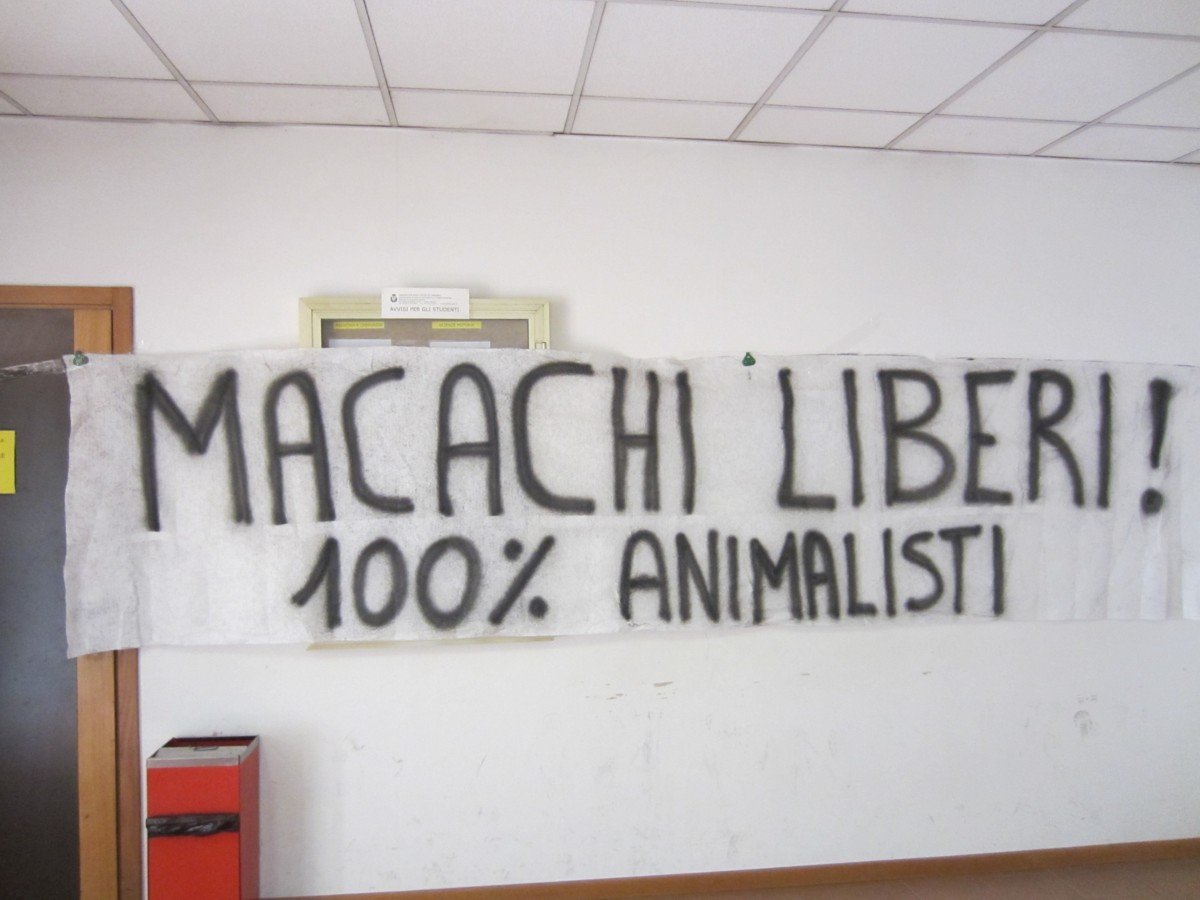 AVVISI PER GLI STUDENTI
MACACHI LIBERI!
100% ANIMALISTI